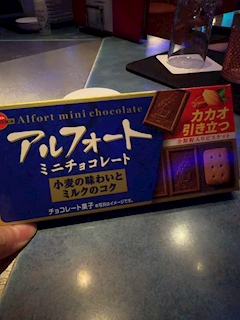 Alfort mini chocolate
アルフォート
ミニチョコレート
小麦の味わいと
ミルクのコク
チョコレート菓子
カカオ
引き立つ